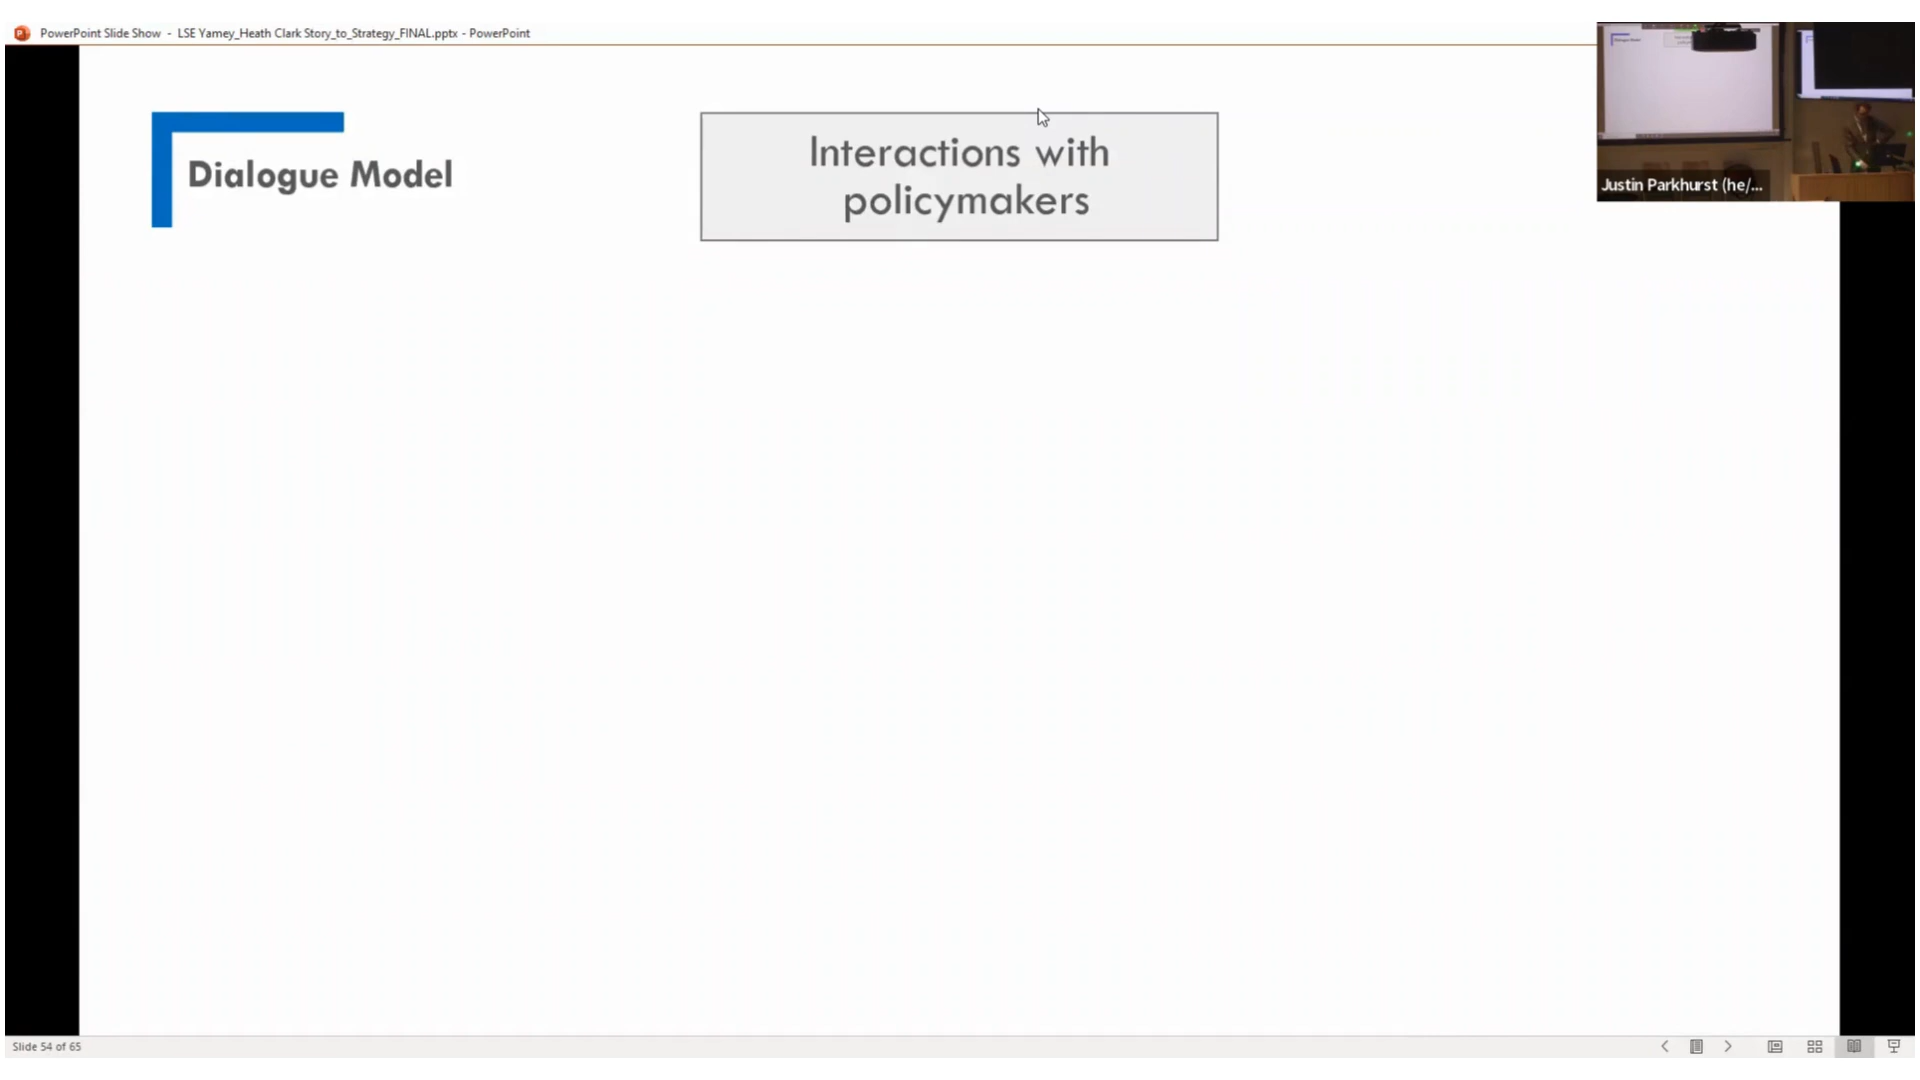 PowerPoint Slide Show - LSE Yamey_Heath Clark Story_to_Strategy_FINAL.pptx - PowerPoint
Dialogue Model
Interactions with
policymakers
Justin Parkhurst (he/...
Slide 54 of 65